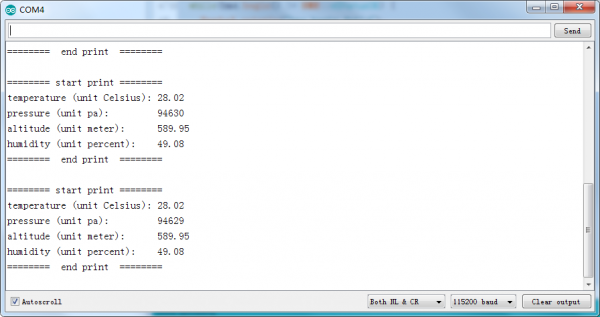 COM4
Send
========  end print  ========
======== start print ========
temperature (unit Celsius): 28.02
pressure (unit pa):         94630
altitude (unit meter):      589.95
humidity (unit percent):    49.08
========  end print  ========
======== start print ========
temperature (unit Celsius): 28.02
pressure (unit pa):         94629
altitude (unit meter):      589.95
humidity (unit percent):    49.08
========  end print  ========
Autoscroll
Both NL & CR
115200 baud
Clear output